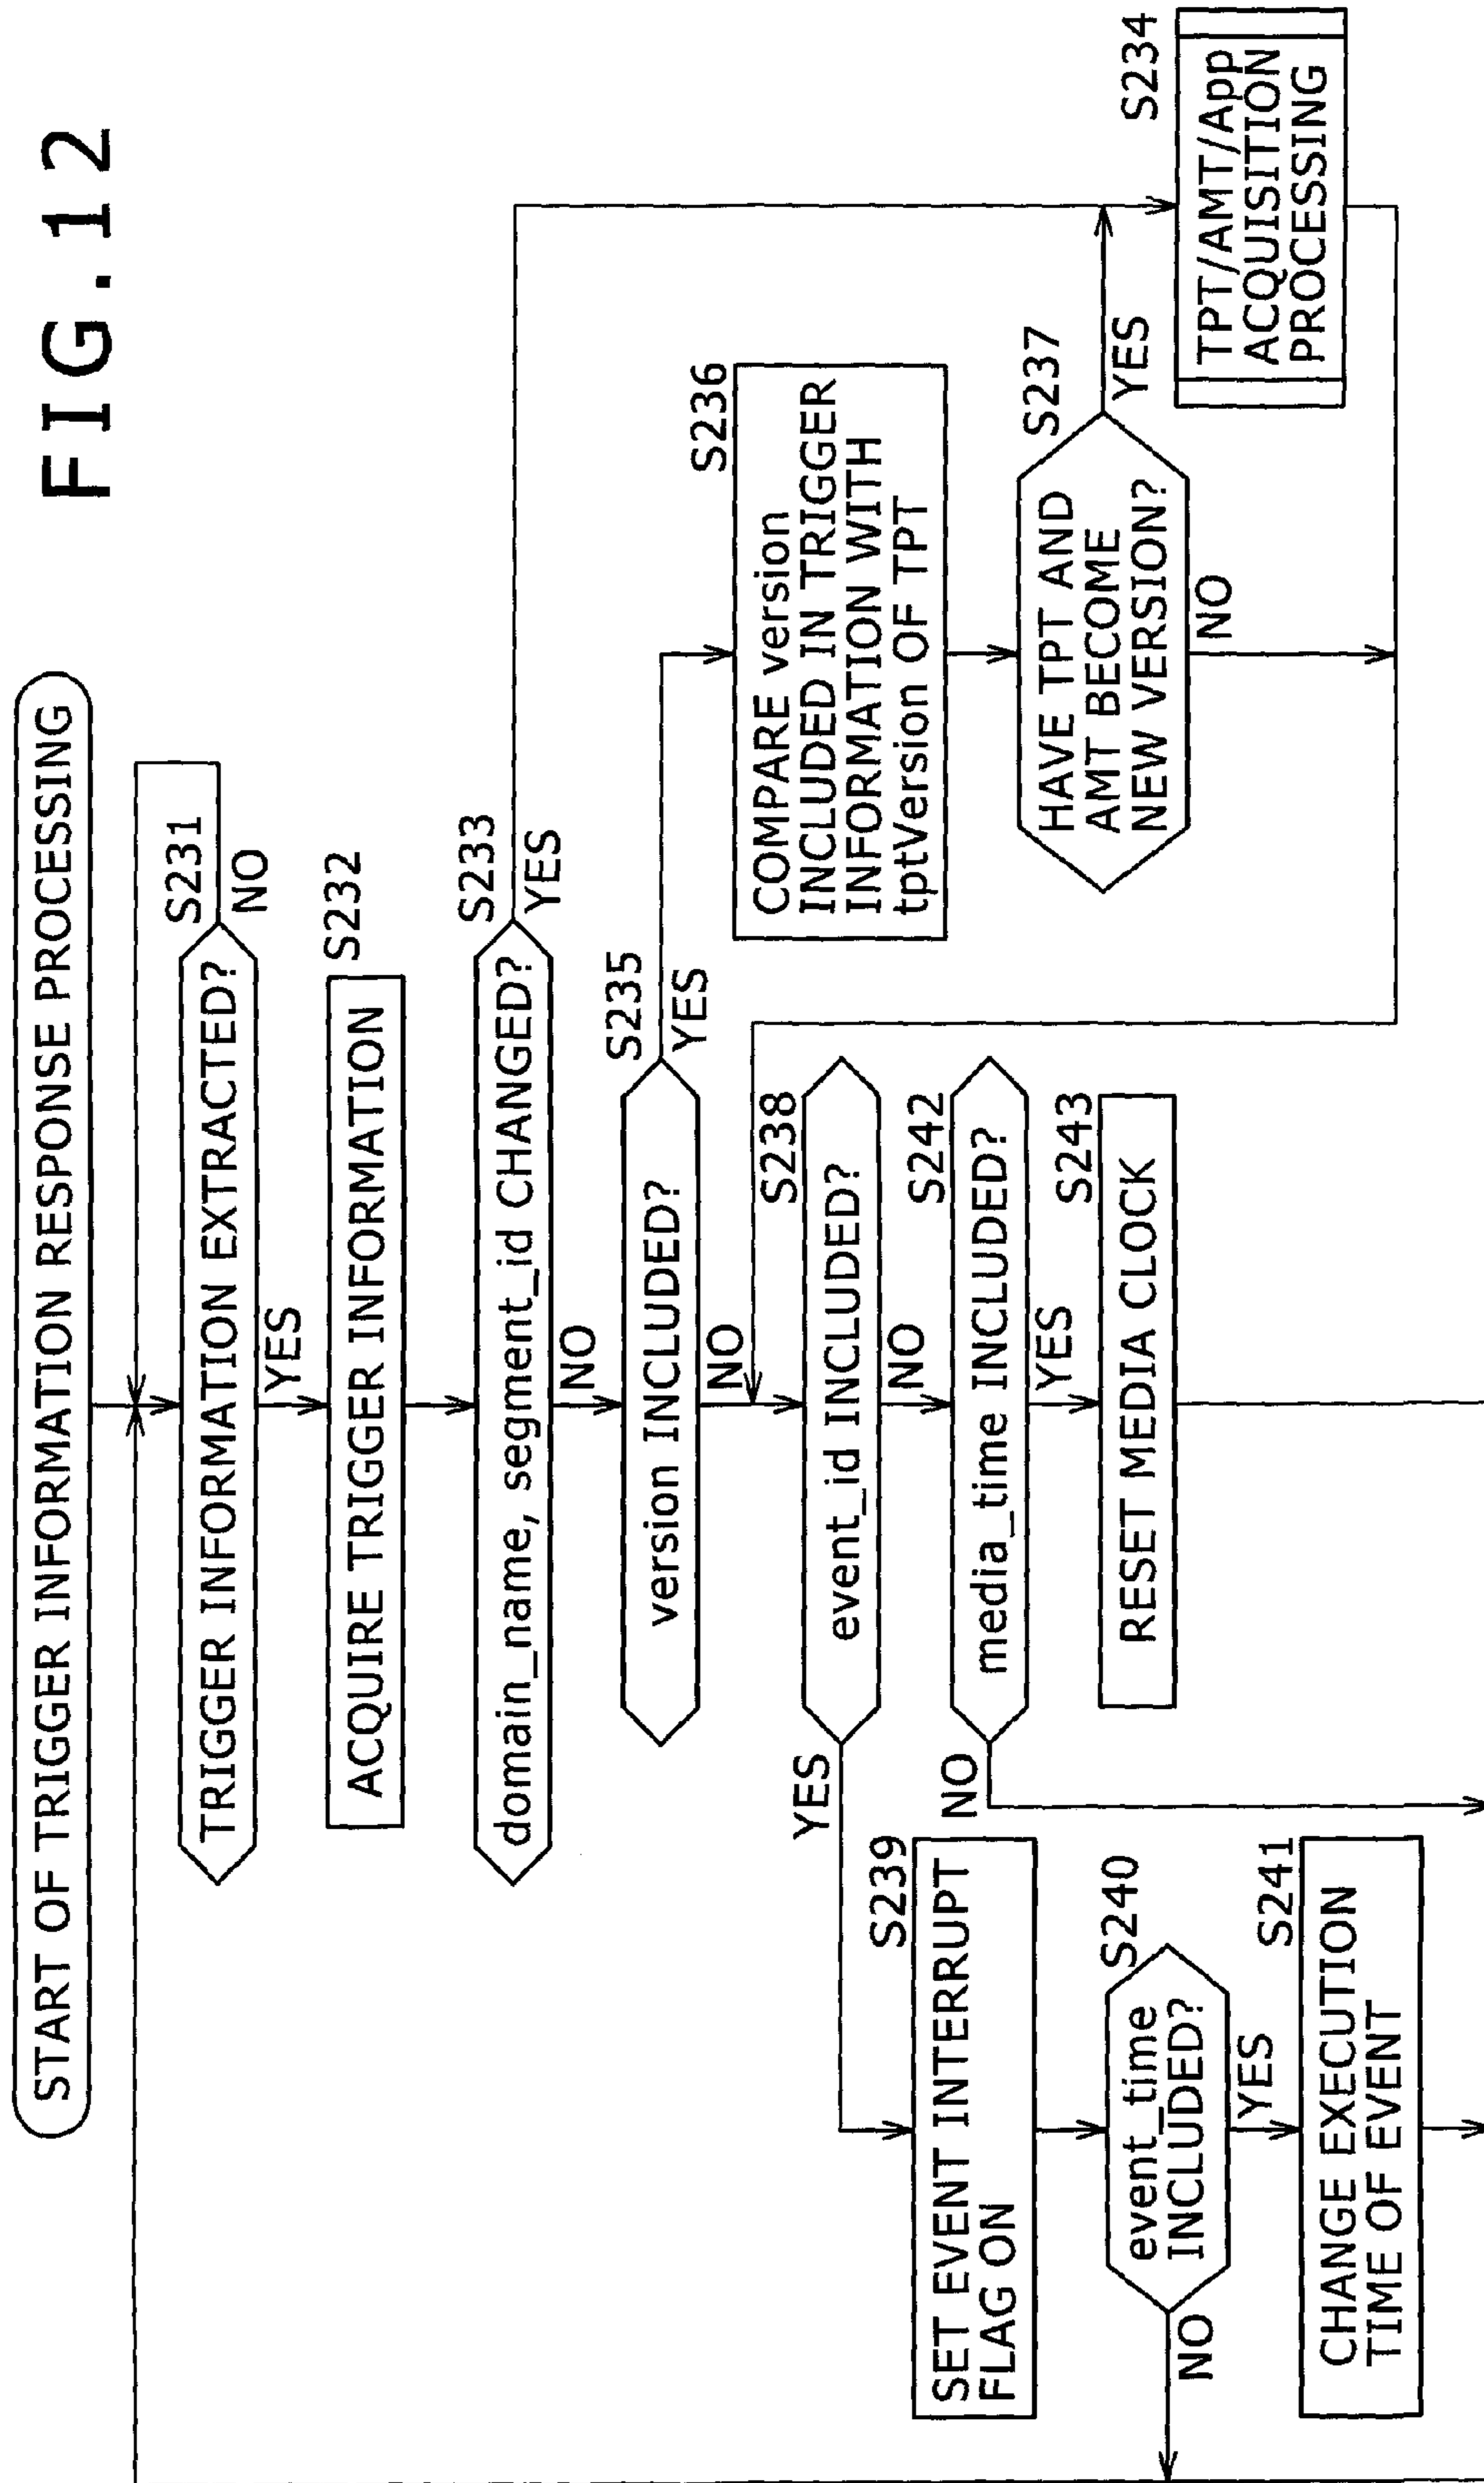 FIG.12
START OF TRIGGER INFORMATION RESPONSE PROCESSING
S231
TRIGGER INFORMATION EXTRACTED?
NO
YES
S232
ACQUIRE TRIGGER INFORMATION
S233
domain_name, segment_id CHANGED?
YES
NO
S235
version INCLUDED?
YES
NO
S236
COMPARE version
INCLUDED IN TRIGGER
INFORMATION WITH
tptVersion OF TPT
S237
HAVE TPT AND
AMT BECOME
NEW VERSION?
YES
NO
S234
TPT/AMT/App
ACQUISITION
PROCESSING
S238
event_id INCLUDED?
YES
NO
S242
media_time INCLUDED?
NO
YES
S243
RESET MEDIA CLOCK
S239
SET EVENT INTERRUPT
FLAG ON
S240
event_time
INCLUDED?
NO
YES
S241
CHANGE EXECUTION
TIME OF EVENT